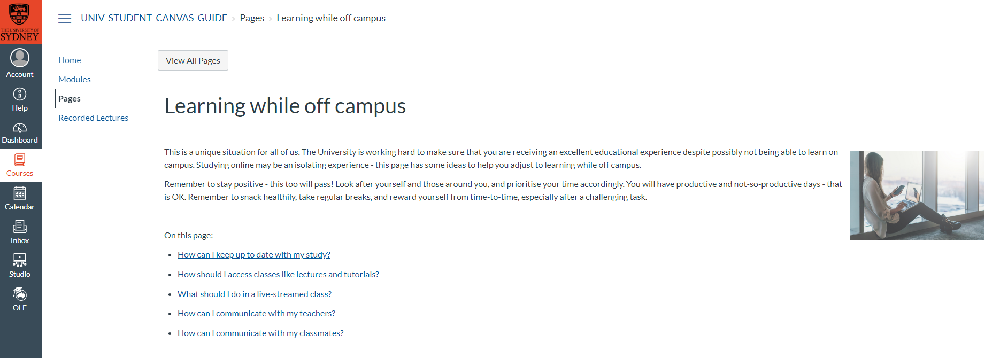 THE UNIVERSITY OF
SYDNEY
Account
Help
Dashboard
Courses
Calendar
Inbox
Studio
OLE
UNIV_STUDENT_CANVAS_GUIDE > Pages > Learning while off campus
Home
Modules
Pages
Recorded Lectures
View All Pages
Learning while off campus
This is a unique situation for all of us. The University is working hard to make sure that you are receiving an excellent educational experience despite possibly not being able to learn on
campus. Studying online may be an isolating experience - this page has some ideas to help you adjust to learning while off campus.
Remember to stay positive - this too will pass! Look after yourself and those around you, and prioritise your time accordingly. You will have productive and not-so-productive days - that
is OK. Remember to snack healthily, take regular breaks, and reward yourself from time-to-time, especially after a challenging task.
On this page:
• How can I keep up to date with my study?
• How should I access classes like lectures and tutorials?
• What should I do in a live-streamed class?
• How can I communicate with my teachers?
• How can I communicate with my classmates?